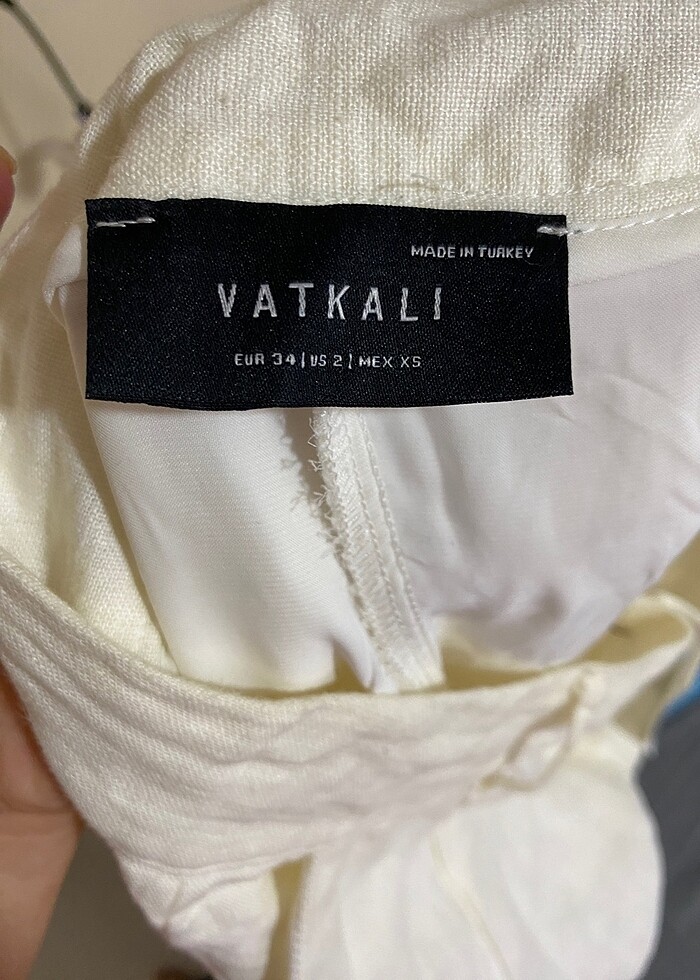 MADE IN TURKEY
VATKALI
EUR 34 | US 2 | MEX XS